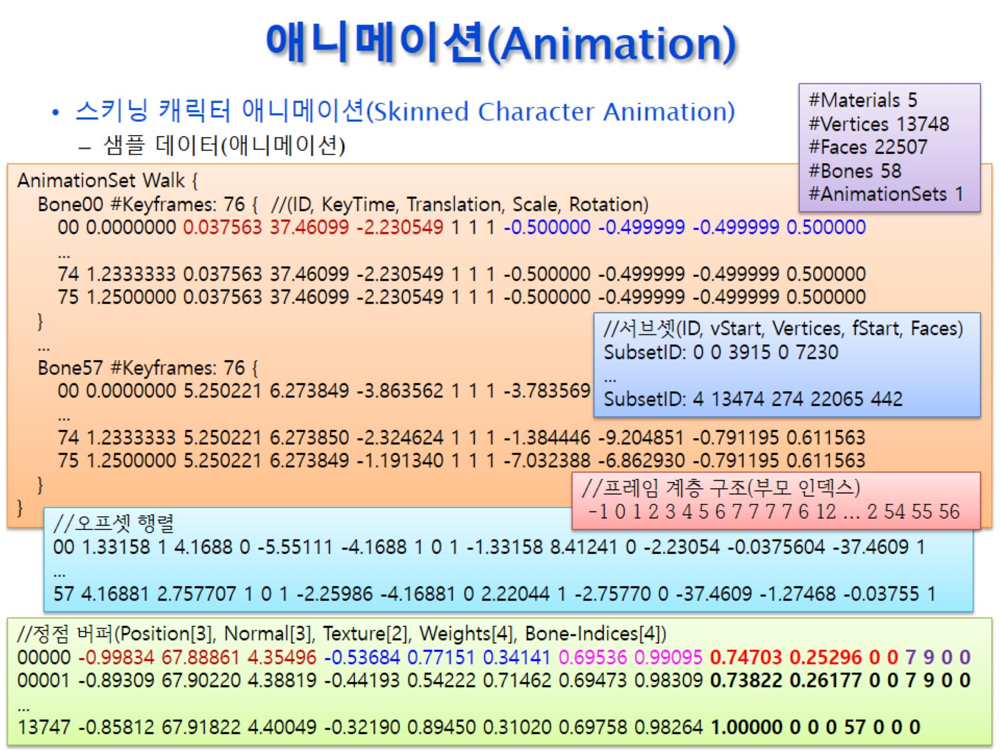 애니메이션(Animation)
• 스키닝 캐릭터 애니메이션(Skinned Character Animation)
– 샘플 데이터(애니메이션)
#Materials 5
#Vertices 13748
#Faces 22507
#Bones 58
#AnimationSets 1
AnimationSet Walk {
Bone00 #Keyframes: 76 { //(ID, KeyTime, Translation, Scale, Rotation)
00 0.0000000 0.037563 37.46099 -2.230549 1 1 1 -0.500000 -0.499999 -0.499999 0.500000
...
74 1.2333333 0.037563 37.46099 -2.230549 1 1 1 -0.500000 -0.499999 -0.499999 0.500000
75 1.2500000 0.037563 37.46099 -2.230549 1 1 1 -0.500000 -0.499999 -0.499999 0.500000
}
...
Bone57 #Keyframes: 76 {
00 0.0000000 5.250221 6.273849 -3.863562 1 1 1 -3.783569
...
74 1.2333333 5.250221 6.273850 -2.324624 1 1 1 -1.384446 -9.204851 -0.791195 0.611563
75 1.2500000 5.250221 6.273849 -1.191340 1 1 1 -7.032388 -6.862930 -0.791195 0.611563
}
}
//서브셋(ID, vStart, Vertices, fStart, Faces)
SubsetID: 0 0 3915 0 7230
...
SubsetID: 4 13474 274 22065 442
//프레임 계층 구조(부모 인덱스)
-1 0 1 2 3 4 5 6 7 7 7 7 6 12 ... 2 54 55 56
//오프셋 행렬
00 1.33158 1 4.1688 0 -5.55111 -4.1688 1 0 1 -1.33158 8.41241 0 -2.23054 -0.0375604 -37.4609 1
...
57 4.16881 2.757707 1 0 1 -2.25986 -4.16881 0 2.22044 1 -2.75770 0 -37.4609 -1.27468 -0.03755 1
//정점 버퍼(Position[3], Normal[3], Texture[2], Weights[4], Bone-Indices[4])
00000 -0.99834 67.88861 4.35496 -0.53684 0.77151 0.34141 0.69536 0.99095 0.74703 0.25296 0 0 7 9 0 0
00001 -0.89309 67.90220 4.38819 -0.44193 0.54222 0.71462 0.69473 0.98309 0.73822 0.26177 0 0 7 9 0 0
...
13747 -0.85812 67.91822 4.40049 -0.32190 0.89450 0.31020 0.69758 0.98264 1.00000 0 0 0 57 0 0 0